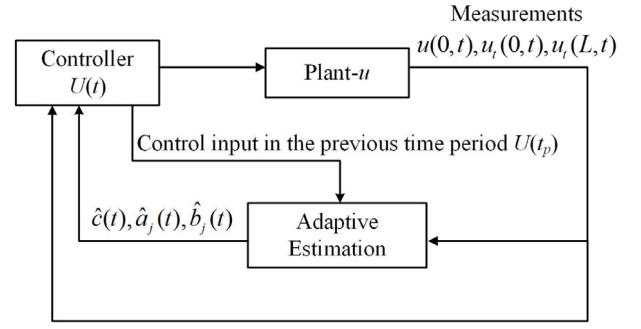 Measurements
u(0,t), u_t(0,t), u_t(L,t)
Controller
U(t)
Plant-u
Control input in the previous time period U(t_p)
ĉ(t), â_j(t), b̂_j(t)
Adaptive
Estimation